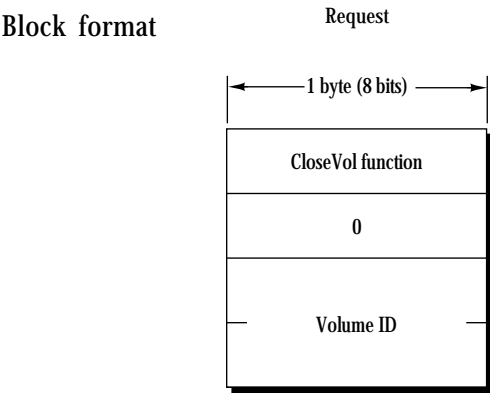 Block format
Request
1 byte (8 bits)
CloseVol function
0
Volume ID